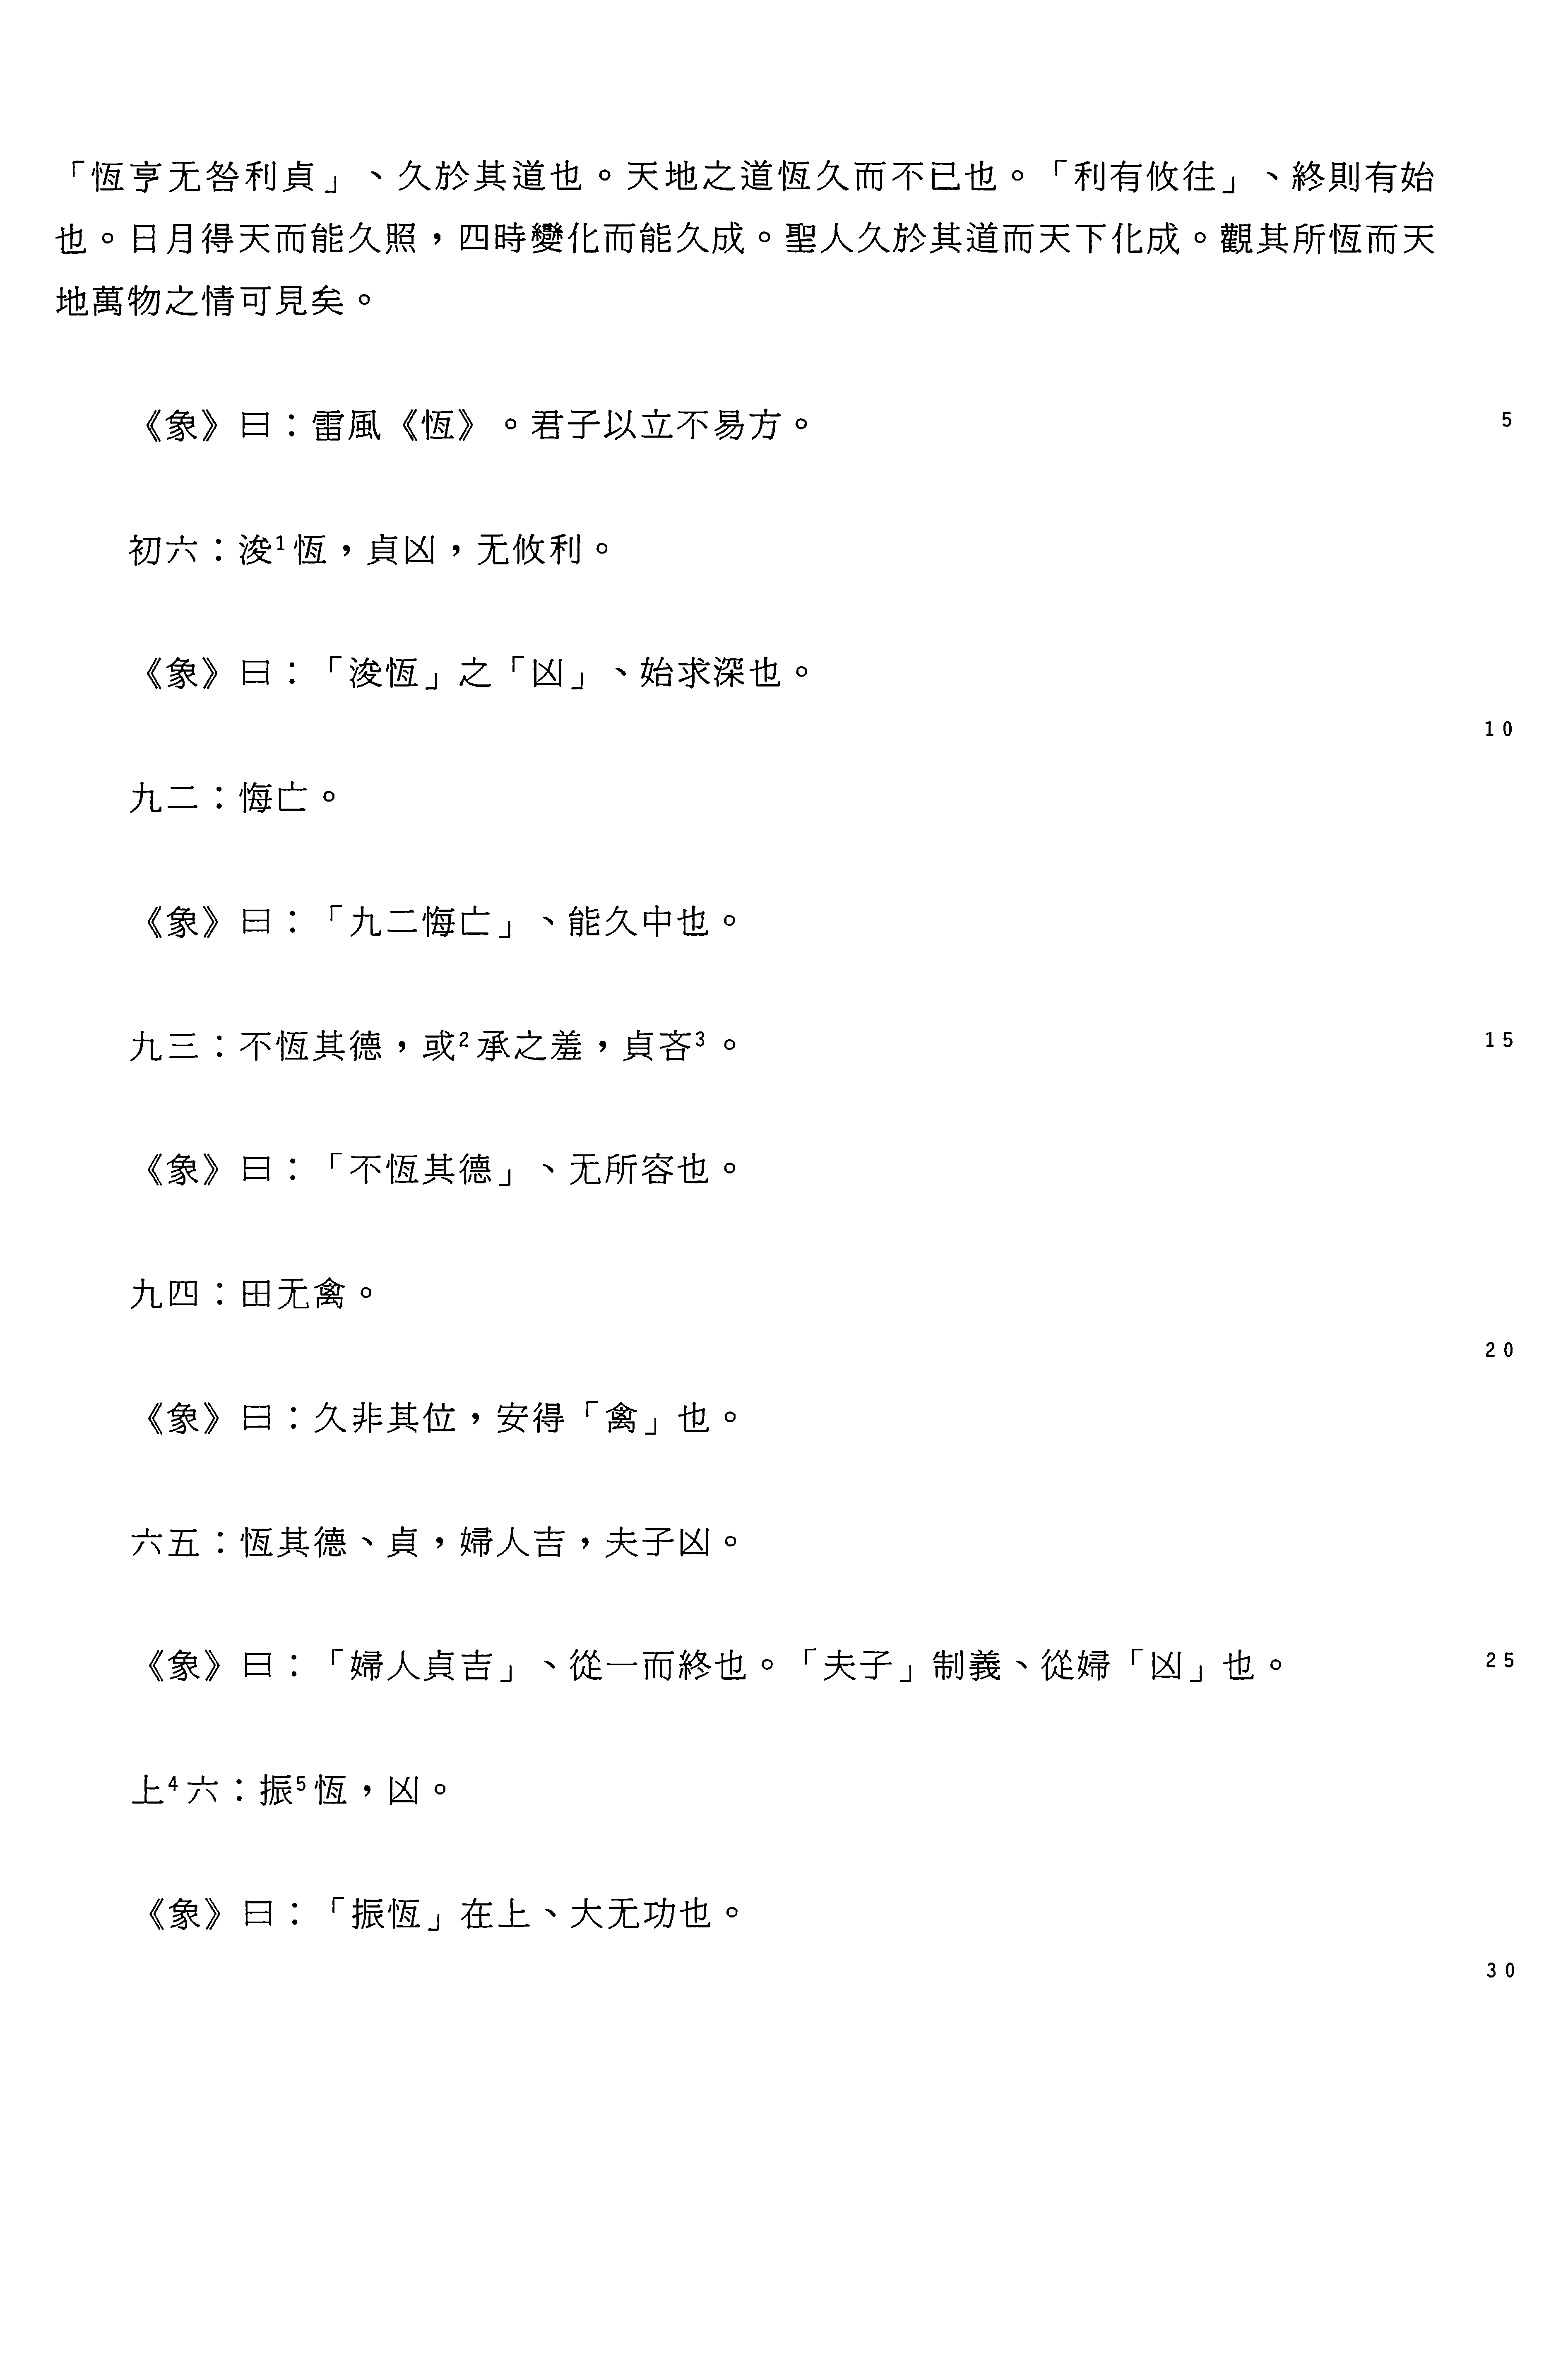 「恆亨无咎利貞」、久於其道也。天地之道恆久而不已也。「利有攸往」、終則有始
也。日月得天而能久照，四時變化而能久成。聖人久於其道而天下化成。觀其所恆而天
地萬物之情可見矣。
《象》曰：雷風《恆》。君子以立不易方。 5
初六：浚¹恆，貞凶，无攸利。
《象》曰：「浚恆」之「凶」、始求深也。
10
九二：悔亡。
《象》曰：「九二悔亡」、能久中也。
九三：不恆其德，或²承之羞，貞吝³。 15
《象》曰：「不恆其德」、无所容也。
九四：田无禽。
20
《象》曰：久非其位，安得「禽」也。
六五：恆其德、貞，婦人吉，夫子凶。
《象》曰：「婦人貞吉」、從一而終也。「夫子」制義、從婦「凶」也。 25
上⁴六：振⁵恆，凶。
《象》曰：「振恆」在上、大无功也。
30